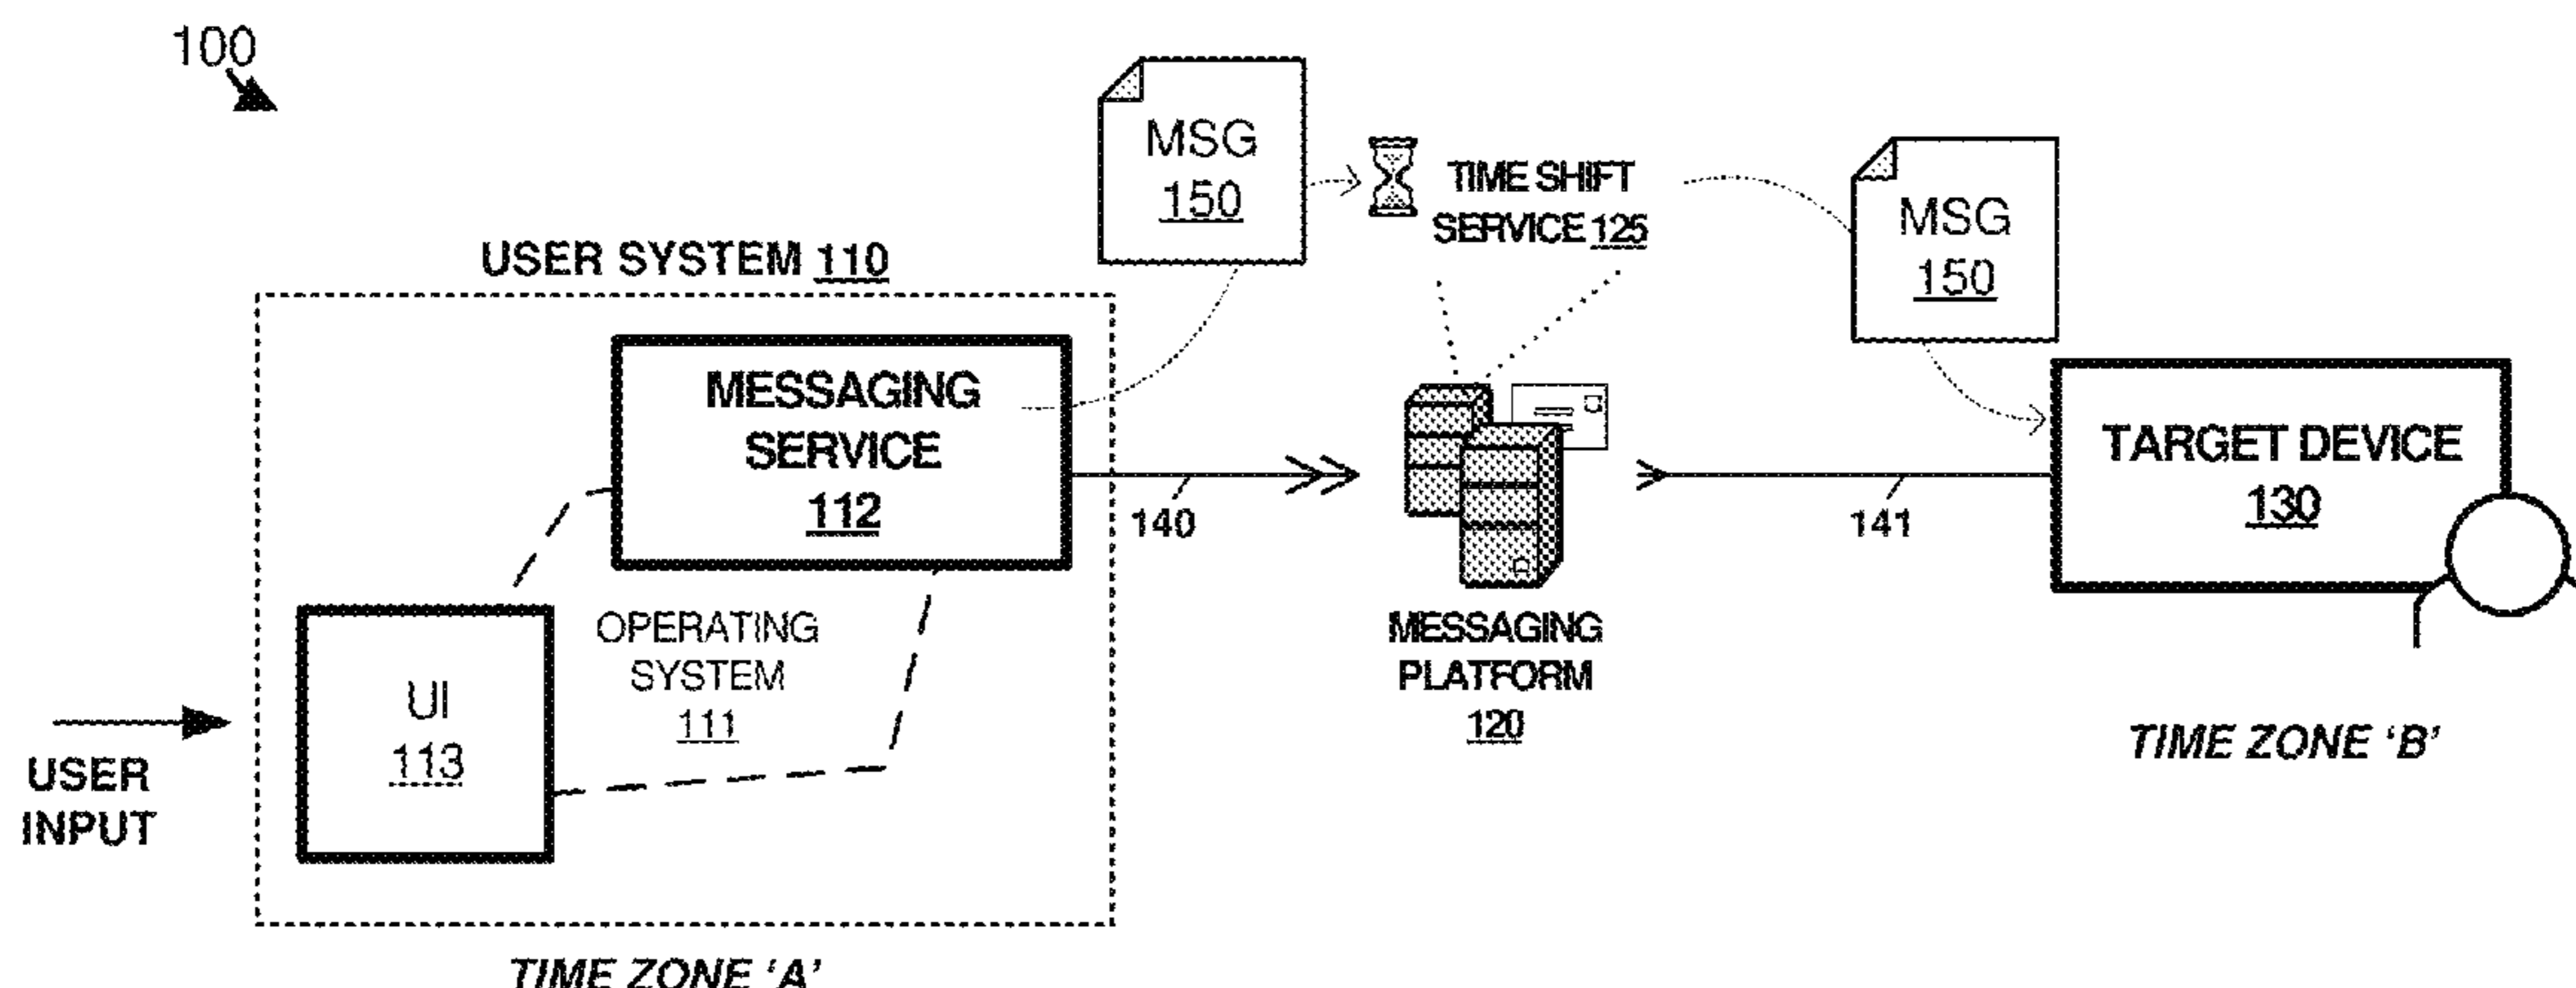 100
MSG
150
TIME SHIFT
SERVICE 125
MSG
150
USER SYSTEM 110
MESSAGING
SERVICE
112
140
141
TARGET DEVICE
130
OPERATING
SYSTEM
111
UI
113
MESSAGING
PLATFORM
120
USER
INPUT
TIME ZONE 'A'
TIME ZONE 'B'